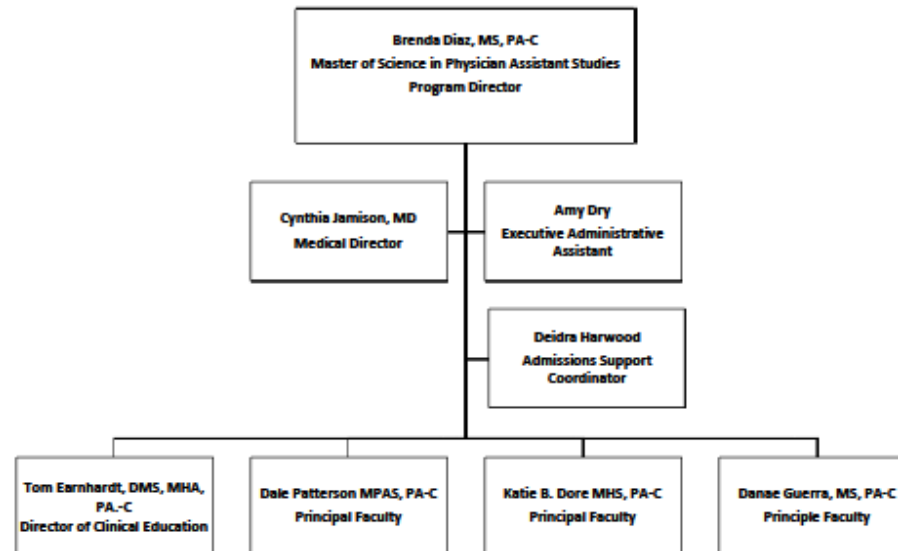 Brenda Diaz, MS, PA-C
Master of Science in Physician Assistant Studies
Program Director
Cynthia Jamison, MD
Medical Director
Amy Dry
Executive Administrative
Assistant
Deidra Harwood
Admissions Support
Coordinator
Tom Earnhardt, DMS, MHA,
PA.-C
Director of Clinical Education
Dale Patterson MPAS, PA-C
Principal Faculty
Katie B. Dore MHS, PA-C
Principal Faculty
Danae Guerra, MS, PA-C
Principle Faculty